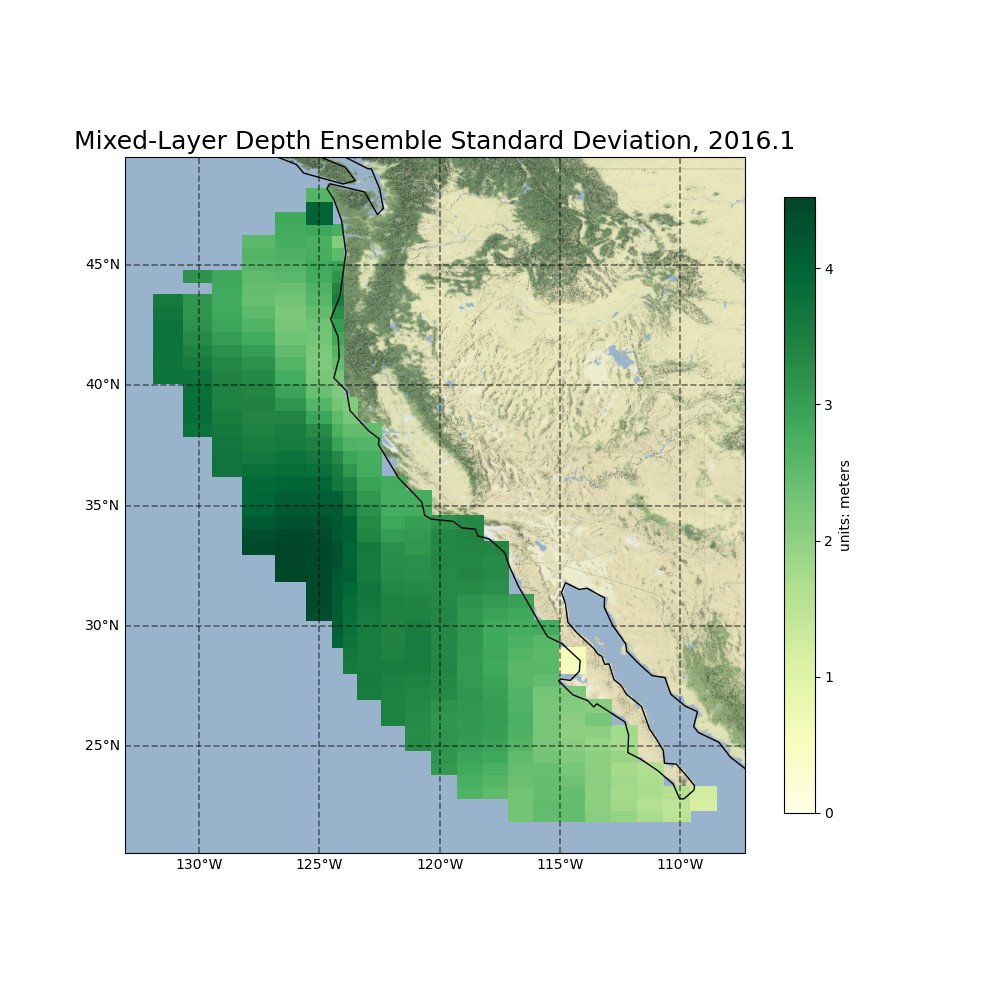 Mixed-Layer Depth Ensemble Standard Deviation, 2016.1
45°N
40°N
35°N
30°N
25°N
130°W
125°W
120°W
115°W
110°W
4
3
2
1
0
units: meters